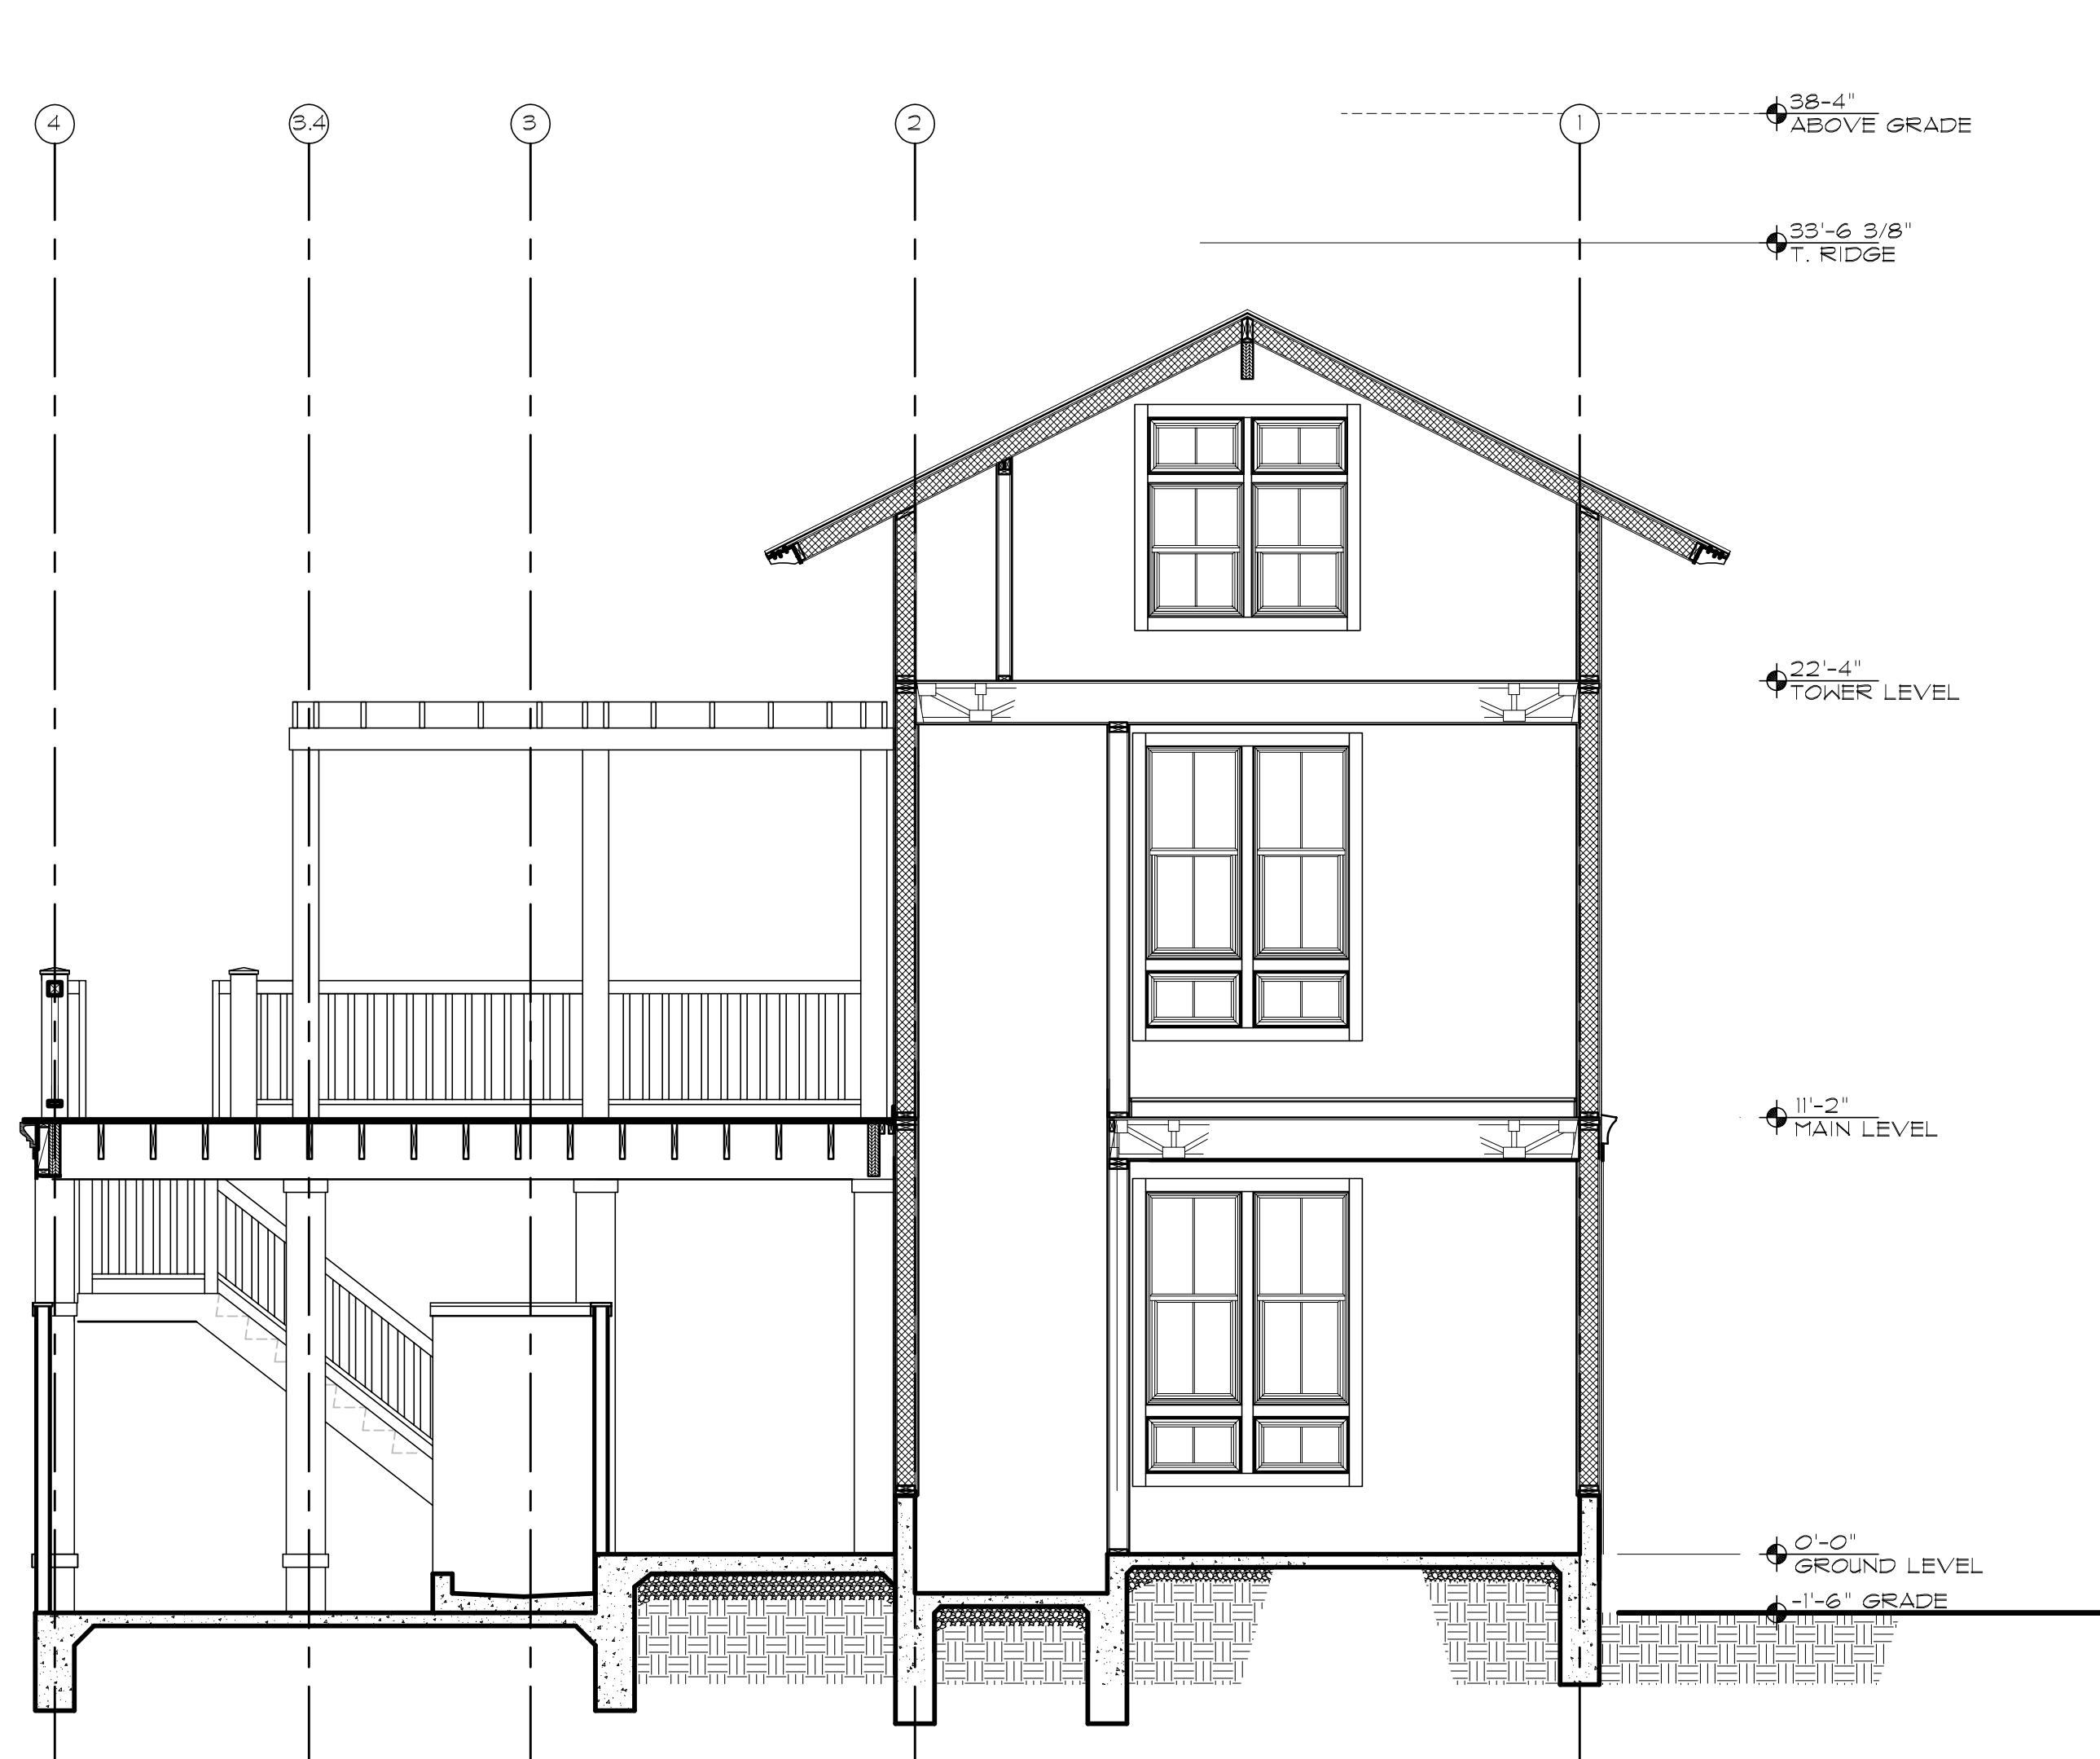 4
3.4
3
2
1
38-4"
ABOVE GRADE
33'-6 3/8"
T. RIDGE
22'-4"
TOWER LEVEL
11'-2"
MAIN LEVEL
0'-0"
GROUND LEVEL
-1'-6" GRADE